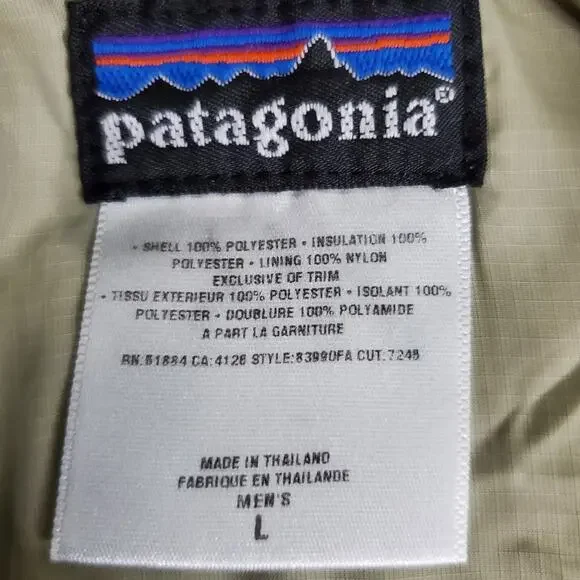 patagonia®
• SHELL 100% POLYESTER • INSULATION 100%
POLYESTER • LINING 100% NYLON
EXCLUSIVE OF TRIM
• TISSU EXTERIEUR 100% POLYESTER • ISOLANT 100%
POLYESTER • DOUBLURE 100% POLYAMIDE
A PART LA GARNITURE
RN:51884 CA:4126 STYLE:83990FA CUT:7245
MADE IN THAILAND
FABRIQUE EN THAILANDE
MEN'S
L